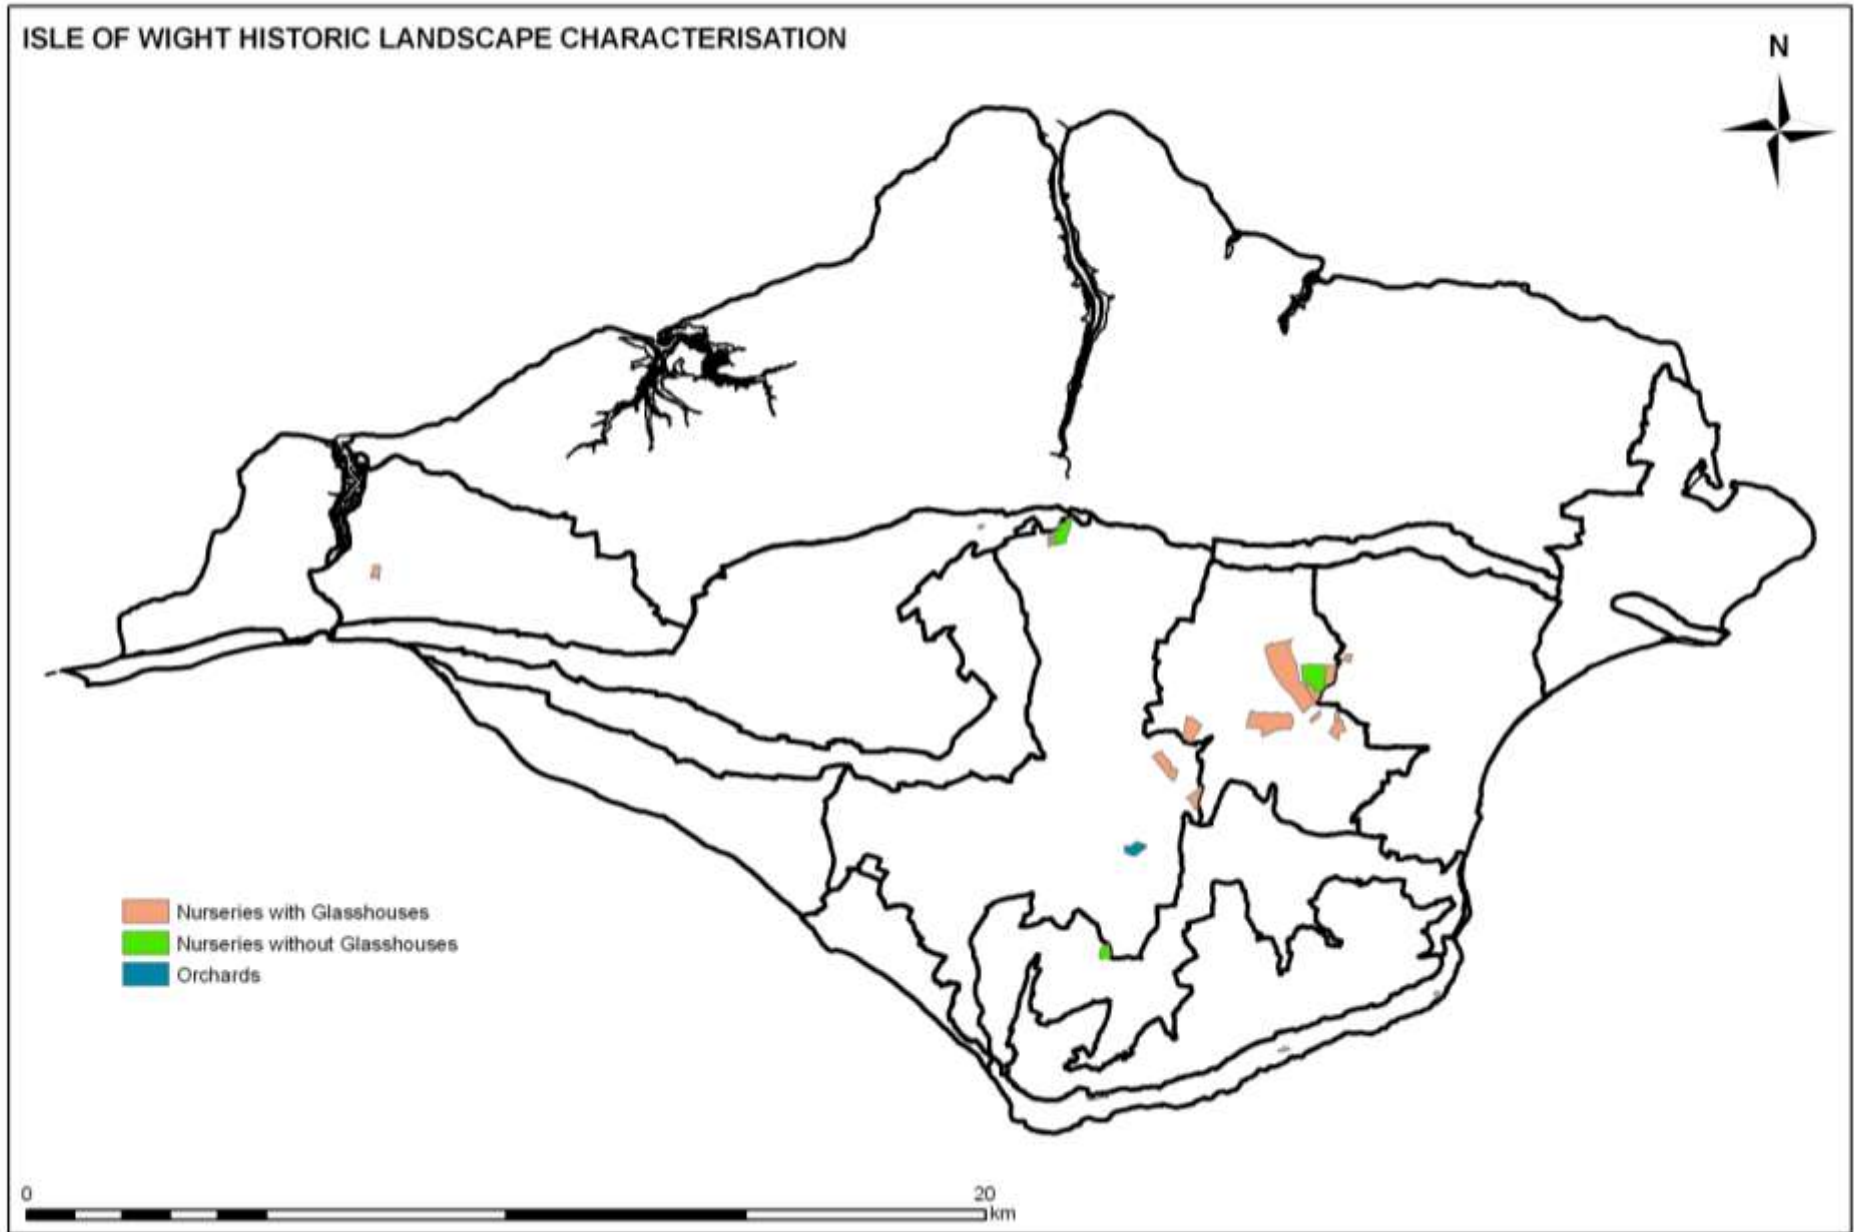 ISLE OF WIGHT HISTORIC LANDSCAPE CHARACTERISATION
N
Nurseries with Glasshouses
Nurseries without Glasshouses
Orchards
0 20
km